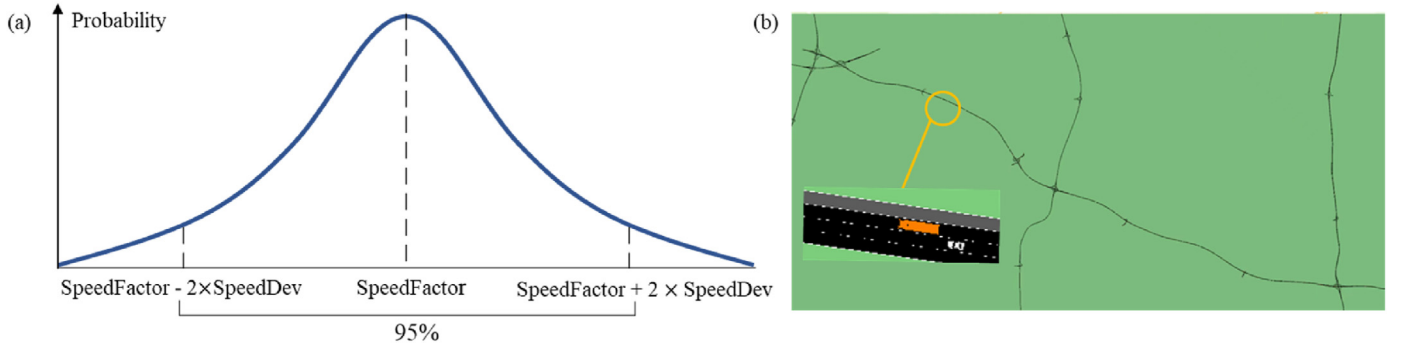 (a)
Probability
SpeedFactor - 2×SpeedDev
SpeedFactor
SpeedFactor + 2 × SpeedDev
95%
(b)